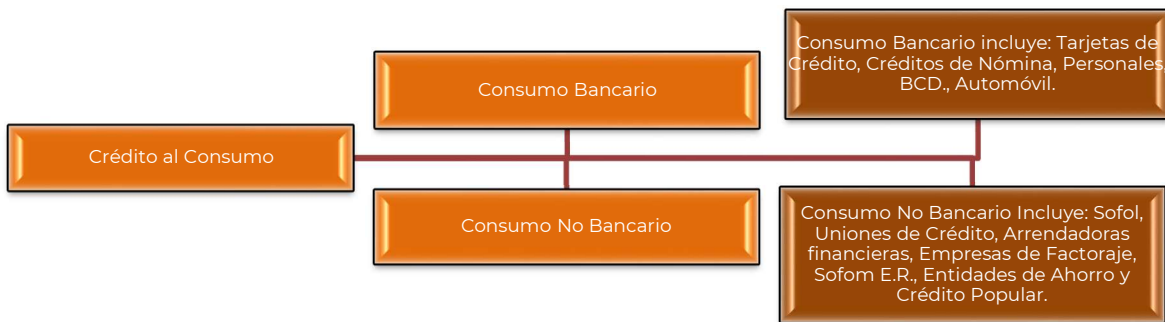 Crédito al Consumo
Consumo Bancario
Consumo No Bancario
Consumo Bancario incluye: Tarjetas de
Crédito, Créditos de Nómina, Personales,
BCD., Automóvil.
Consumo No Bancario Incluye: Sofol,
Uniones de Crédito, Arrendadoras
financieras, Empresas de Factoraje,
Sofom E.R., Entidades de Ahorro y
Crédito Popular.